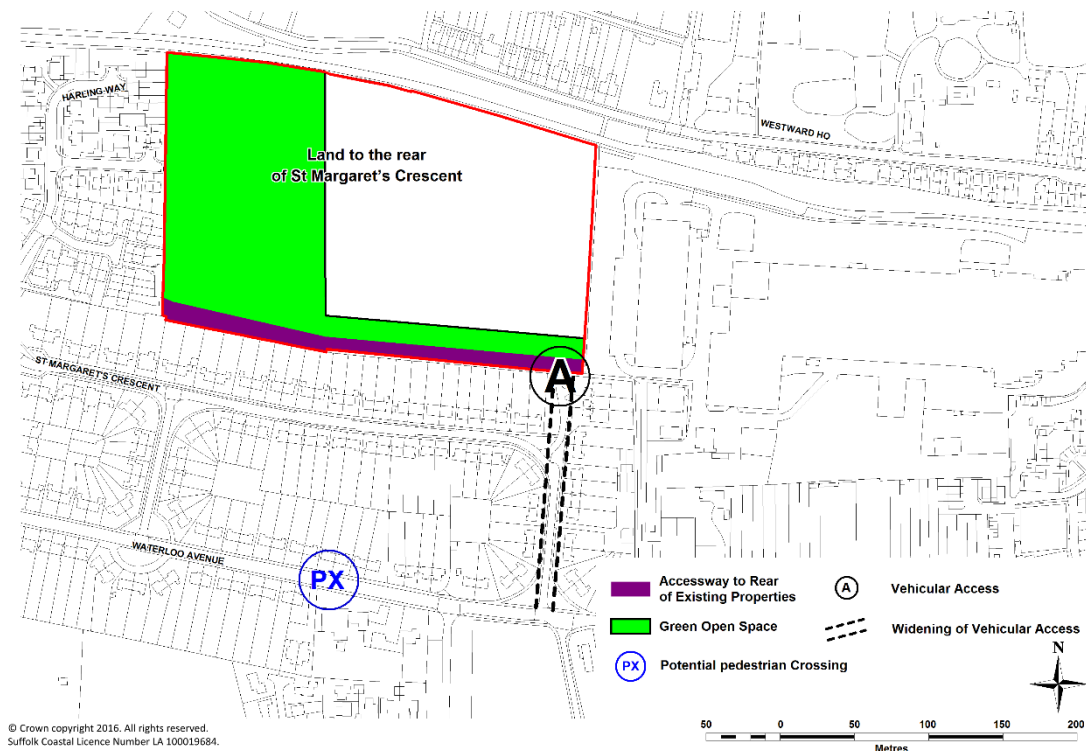 HARLING WAY
WESTWARD HO
Land to the rear
of St Margaret's Crescent
A
ST MARGARET'S CRESCENT
WATERLOO AVENUE
PX
Accessway to Rear
of Existing Properties
A
Vehicular Access
Green Open Space
Widening of Vehicular Access
PX
Potential pedestrian Crossing
N
© Crown copyright 2016. All rights reserved.
Suffolk Coastal Licence Number LA 100019684.
50 0 50 100 150 200
Metres